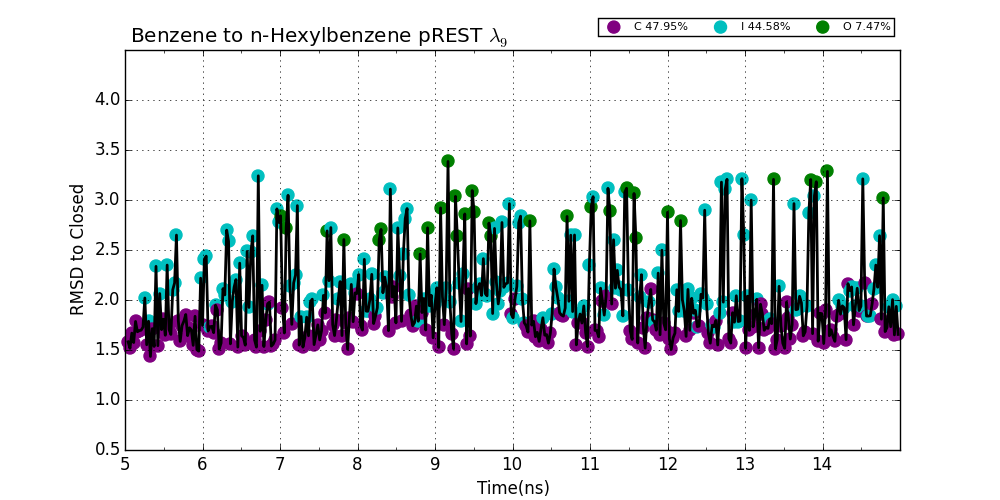 Benzene to n-Hexylbenzene pREST λ9
C 47.95% I 44.58% O 7.47%
RMSD to Closed
4.0
3.5
3.0
2.5
2.0
1.5
1.0
0.5
5 6 7 8 9 10 11 12 13 14
Time(ns)